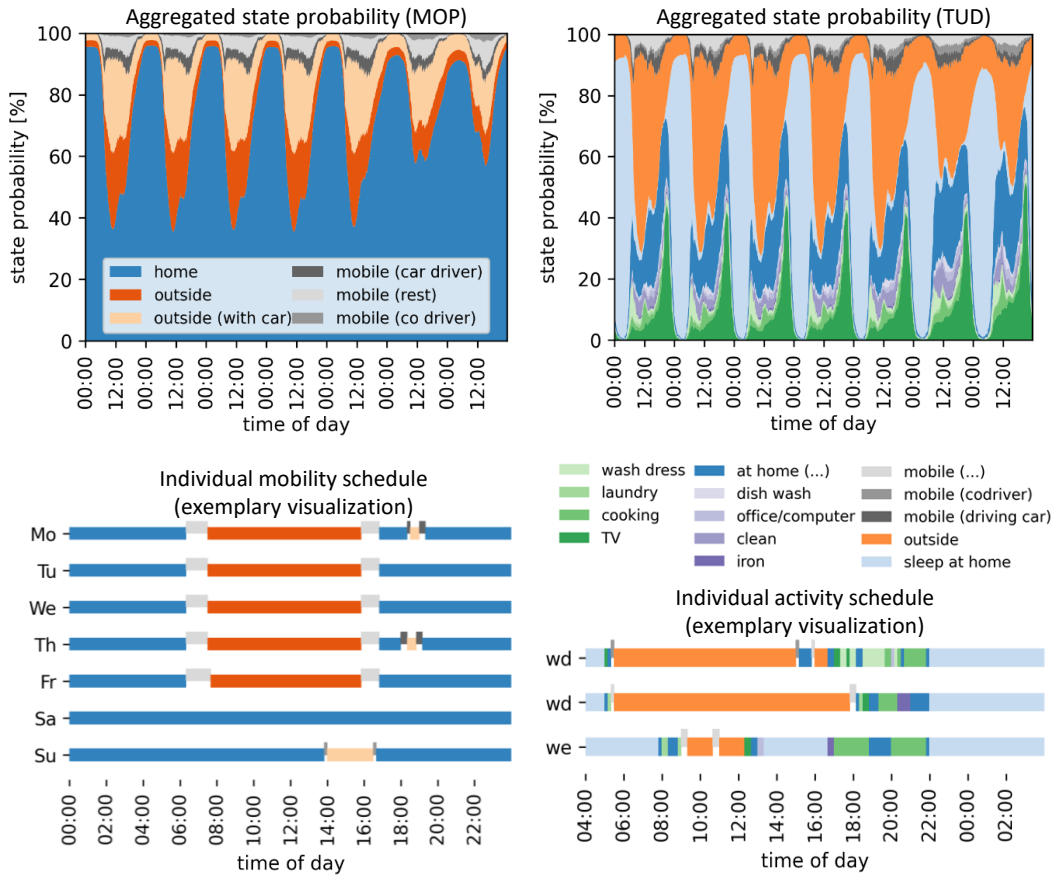 Aggregated state probability (MOP)
100
80
60
40
20
0
state probability [%]
home
outside
outside (with car)
mobile (car driver)
mobile (rest)
mobile (co driver)
00:00
12:00
00:00
12:00
00:00
12:00
00:00
12:00
00:00
12:00
00:00
12:00
00:00
12:00
time of day
Aggregated state probability (TUD)
100
80
60
40
20
0
state probability [%]
00:00
12:00
00:00
12:00
00:00
12:00
00:00
12:00
00:00
12:00
00:00
12:00
00:00
12:00
time of day
Individual mobility schedule
(exemplary visualization)
Mo
Tu
We
Th
Fr
Sa
Su
00:00
02:00
04:00
06:00
08:00
10:00
12:00
14:00
16:00
18:00
20:00
22:00
time of day
wash dress
laundry
cooking
TV
at home (...)
dish wash
office/computer
clean
iron
mobile (...)
mobile (codriver)
mobile (driving car)
outside
sleep at home
Individual activity schedule
(exemplary visualization)
wd
wd
we
04:00
06:00
08:00
10:00
12:00
14:00
16:00
18:00
20:00
22:00
00:00
02:00
time of day